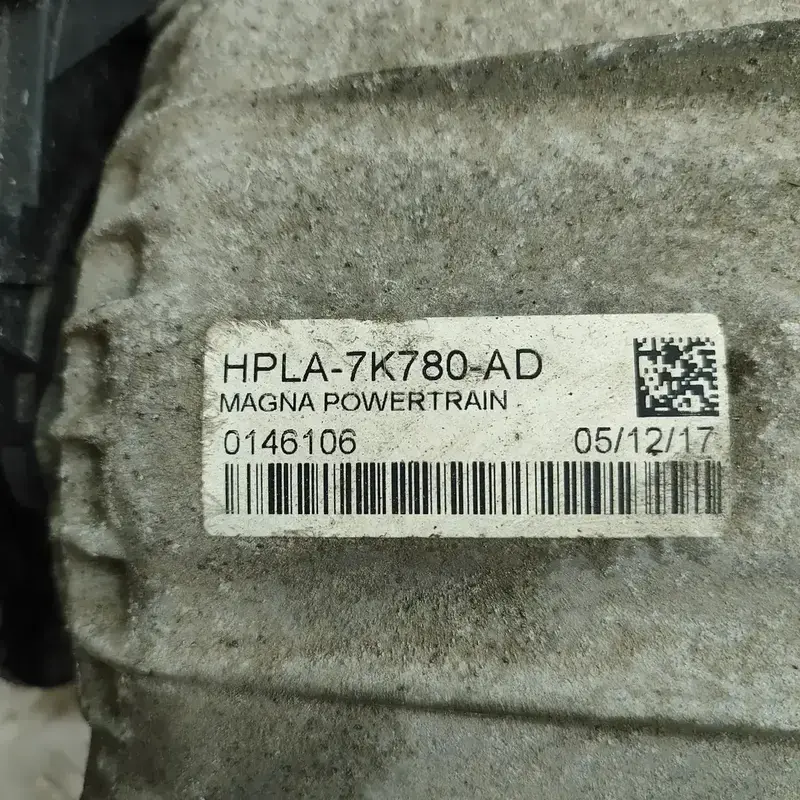 HPLA-7K780-AD
MAGNA POWERTRAIN
0146106 05/12/17